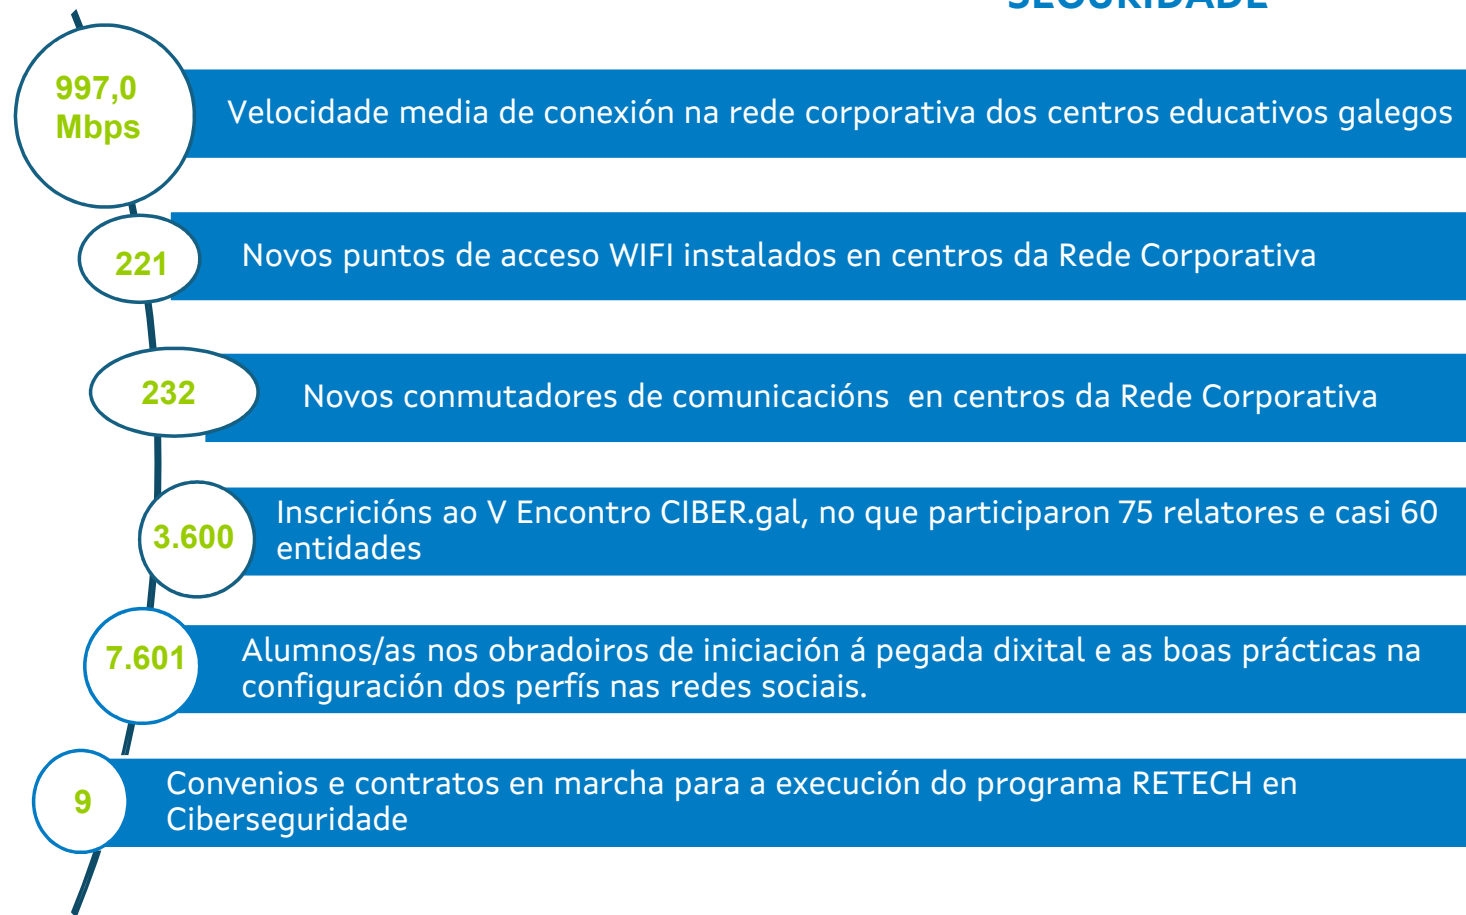 SEGURIDADE
997,0
Mbps
Velocidade media de conexión na rede corporativa dos centros educativos galegos
221
Novos puntos de acceso WIFI instalados en centros da Rede Corporativa
232
Novos conmutadores de comunicacións  en centros da Rede Corporativa
3.600
Inscricións ao V Encontro CIBER.gal, no que participaron 75 relatores e casi 60
entidades
7.601
Alumnos/as nos obradoiros de iniciación á pegada dixital e as boas prácticas na
configuración dos perfís nas redes sociais.
9
Convenios e contratos en marcha para a execución do programa RETECH en
Ciberseguridade